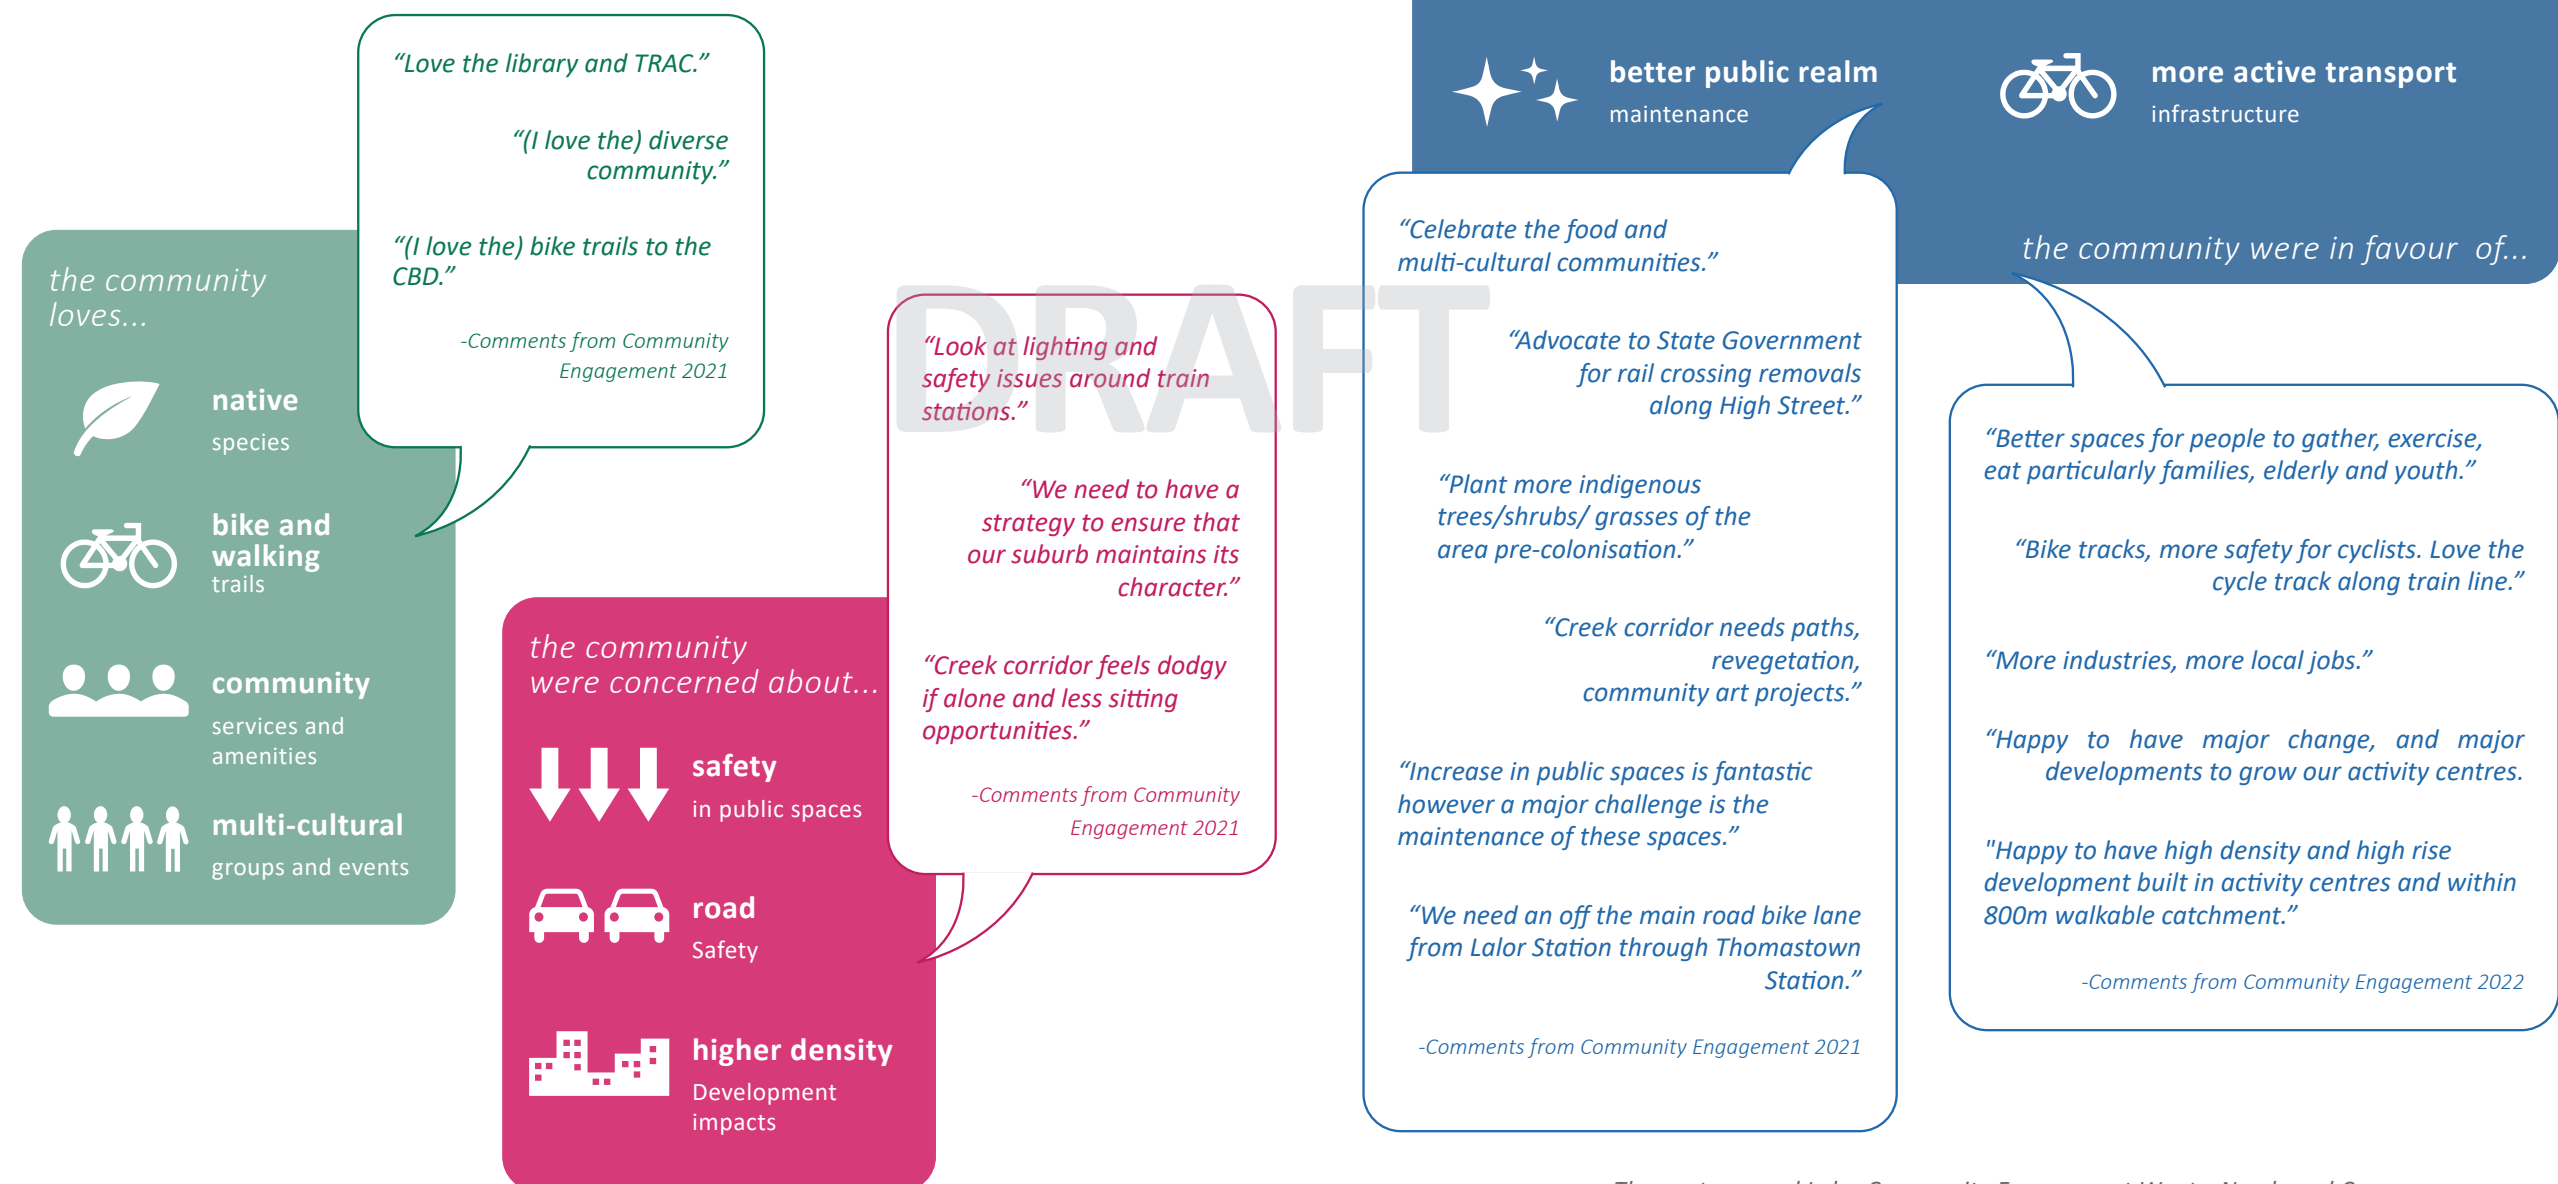 “Love the library and TRAC.”
“(I love the) diverse
community.”
“(I love the) bike trails to the
CBD.”
-Comments from Community
Engagement 2021
the community
loves...
native
species
bike and
walking
trails
community
services and
amenities
multi-cultural
groups and events
the community
were concerned about...
safety
in public spaces
road
Safety
higher density
Development
impacts
“Look at lighting and
safety issues around train
stations.”
“We need to have a
strategy to ensure that
our suburb maintains its
character.”
“Creek corridor feels dodgy
if alone and less sitting
opportunities.”
-Comments from Community
Engagement 2021
DRAFT
better public realm
maintenance
more active transport
infrastructure
the community were in favour of...
“Celebrate the food and
multi-cultural communities.”
“Advocate to State Government
for rail crossing removals
along High Street.”
“Plant more indigenous
trees/shrubs/ grasses of the
area pre-colonisation.”
“Creek corridor needs paths,
revegetation,
community art projects.”
“Increase in public spaces is fantastic
however a major challenge is the
maintenance of these spaces.”
“We need an off the main road bike lane
from Lalor Station through Thomastown
Station.”
-Comments from Community Engagement 2021
“Better spaces for people to gather, exercise,
eat particularly families, elderly and youth.”
“Bike tracks, more safety for cyclists. Love the
cycle track along train line.”
“More industries, more local jobs.”
“Happy to have major change, and major
developments to grow our activity centres.
"Happy to have high density and high rise
development built in activity centres and within
800m walkable catchment.”
-Comments from Community Engagement 2022